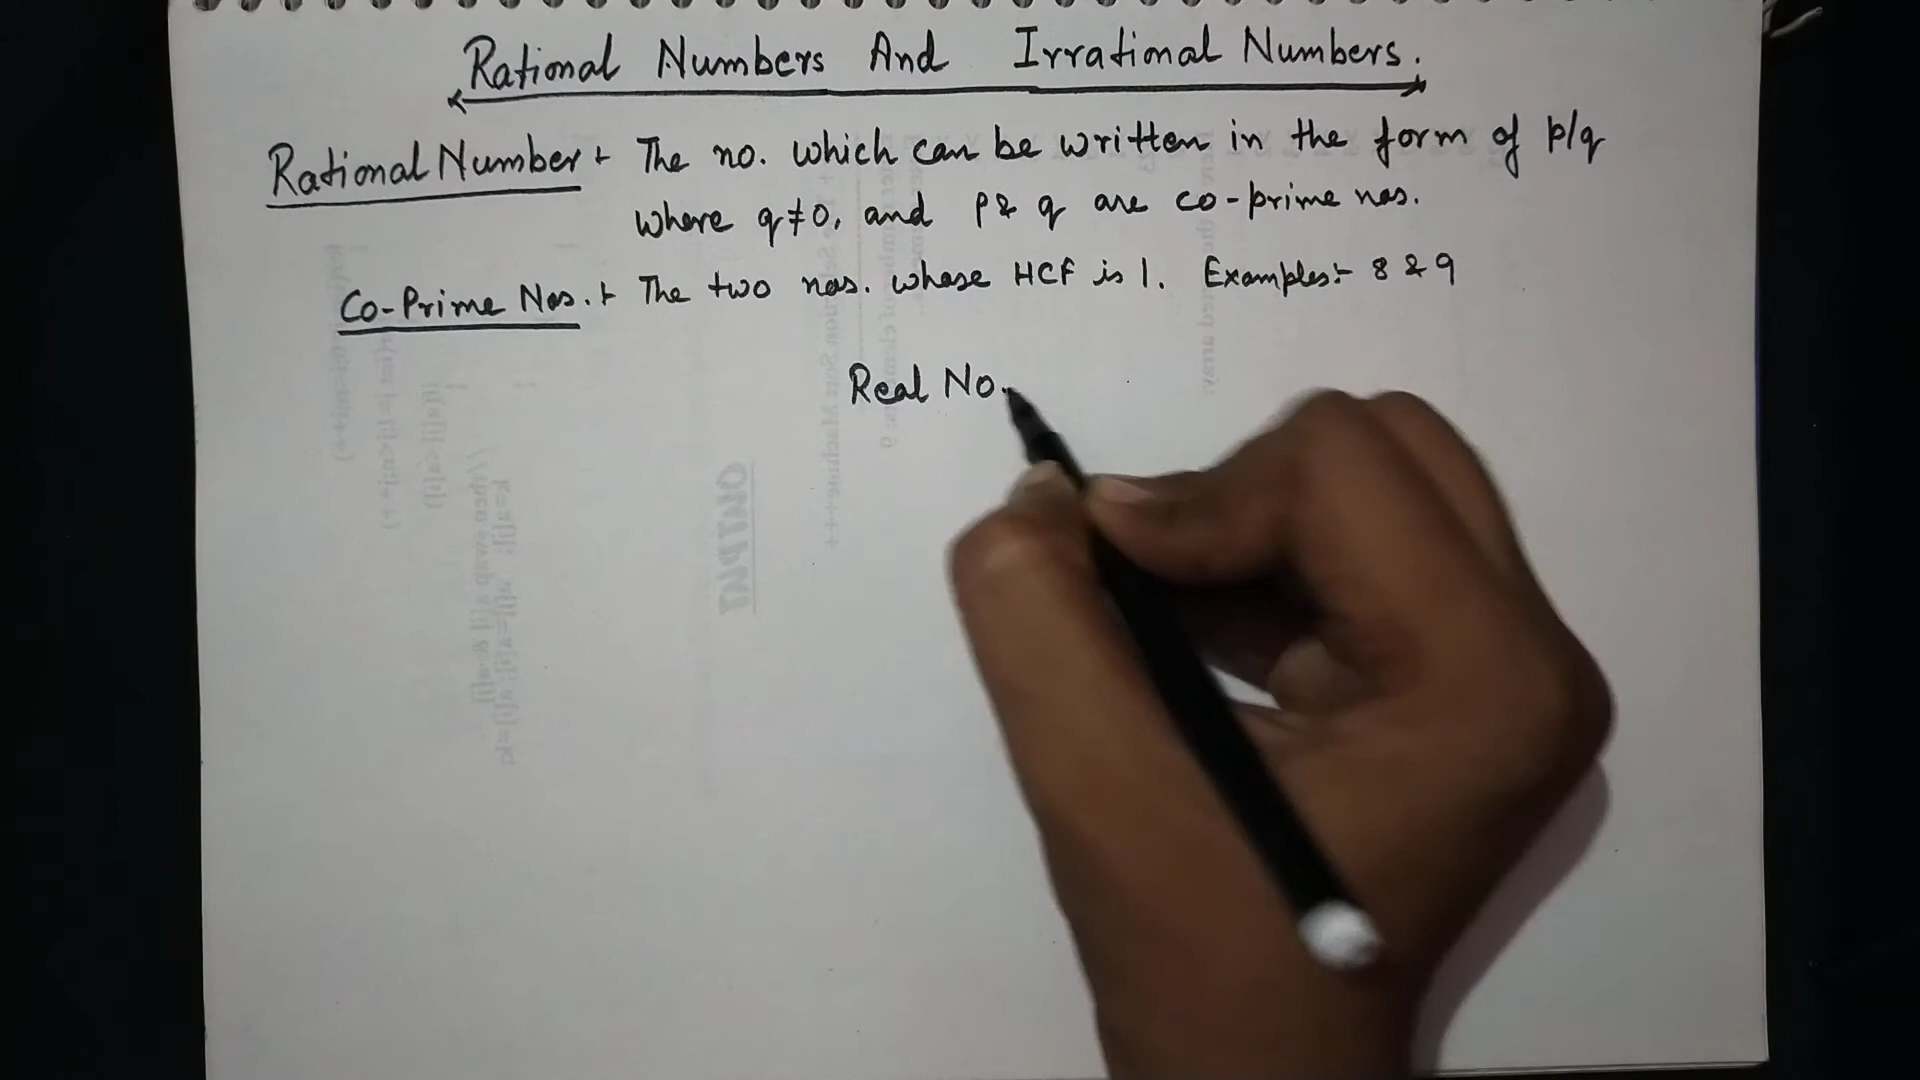 Rational Numbers And Irrational Numbers.
Rational Number :- The no. which can be written in the form of p/q
where q≠0, and p & q are co-prime nos.
Co-Prime Nos. :- The two nos. whose HCF is 1. Examples:- 8 & 9
Real No.